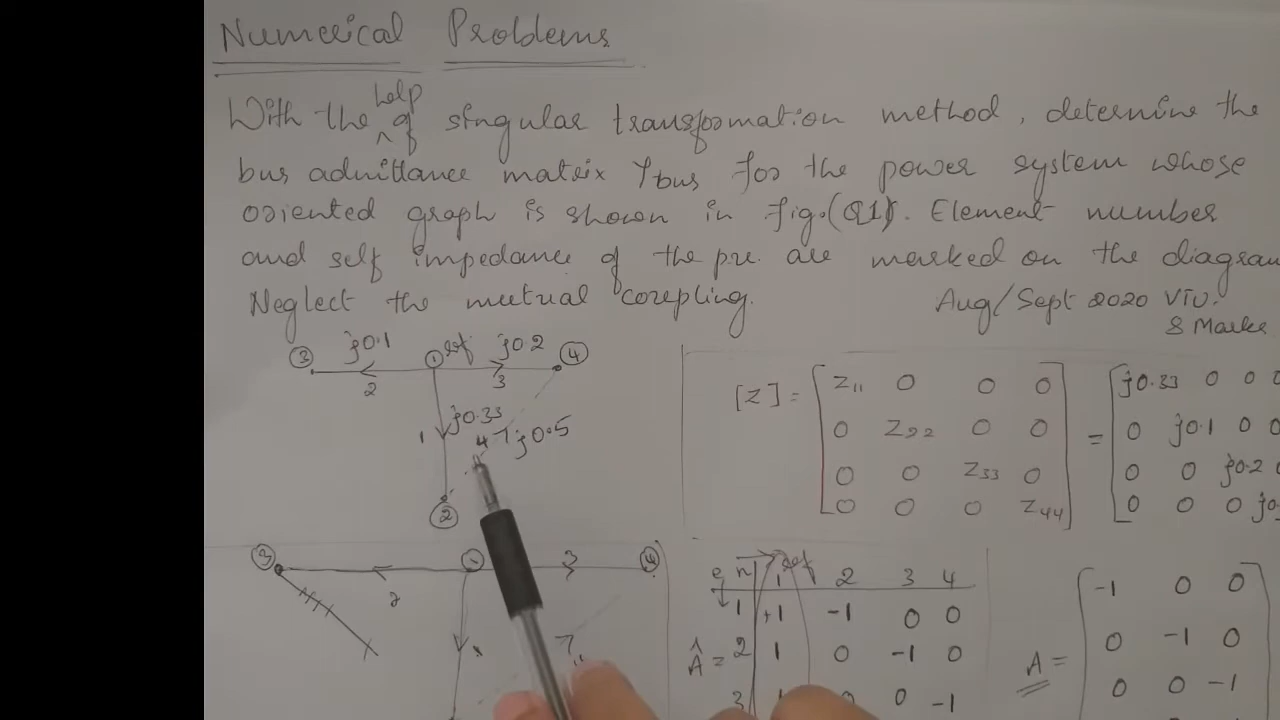 Numerical Problems
help
With the ^ of singular transformation method, determine the
bus admittance matrix Ybus for the power system whose
oriented graph is shown in fig.(Q1). Element number
and self impedance of the p.u. are marked on the diagram
Neglect the mutual coupling. Aug/Sept 2020 VTU.
8 Marks
3 j0.1 1 ref j0.2 4
2 3
1 j0.33
4 j0.5
2
[Z] = Z11 0 0 0 = j0.33 0 0 0
0 Z22 0 0 0 j0.1 0 0
0 0 Z33 0 0 0 j0.2 0
0 0 0 Z44 0 0 0 j0.
3 1 3 4
2
e n 1 ref 2 3 4
1 +1 -1 0 0
Â = 2 1 0 -1 0
3 1 0 0 -1
A = -1 0 0
0 -1 0
0 0 -1